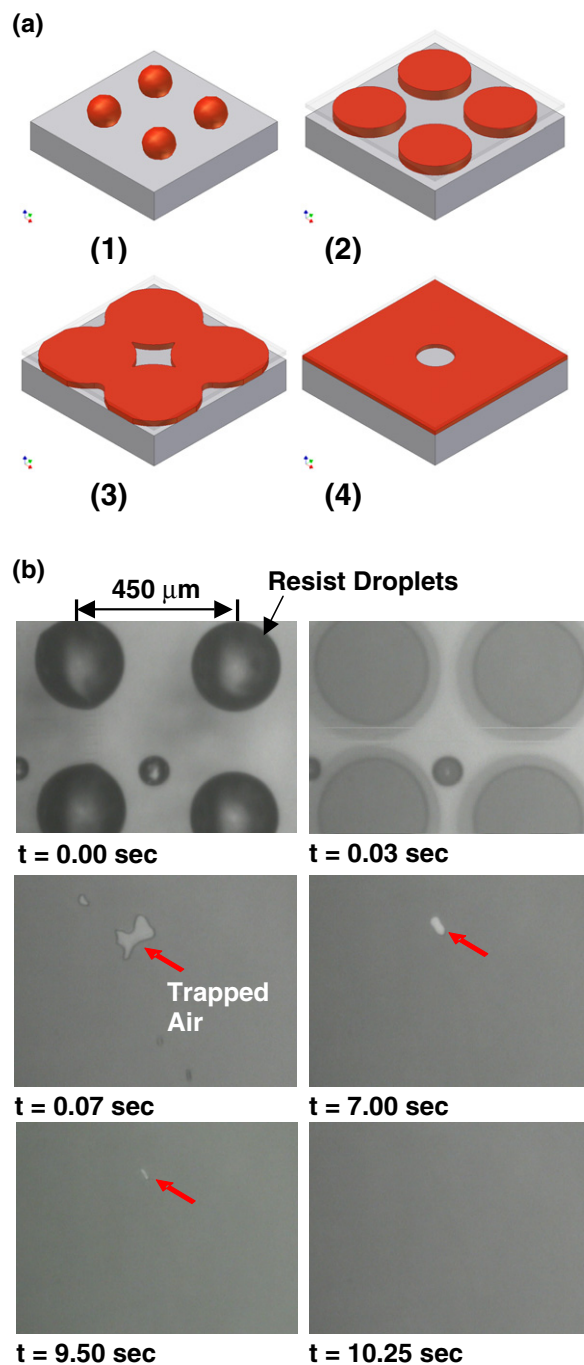 (a)
(1)
(2)
(3)
(4)
(b)
450 μm
Resist Droplets
t = 0.00 sec
t = 0.03 sec
Trapped
Air
t = 0.07 sec
t = 7.00 sec
t = 9.50 sec
t = 10.25 sec